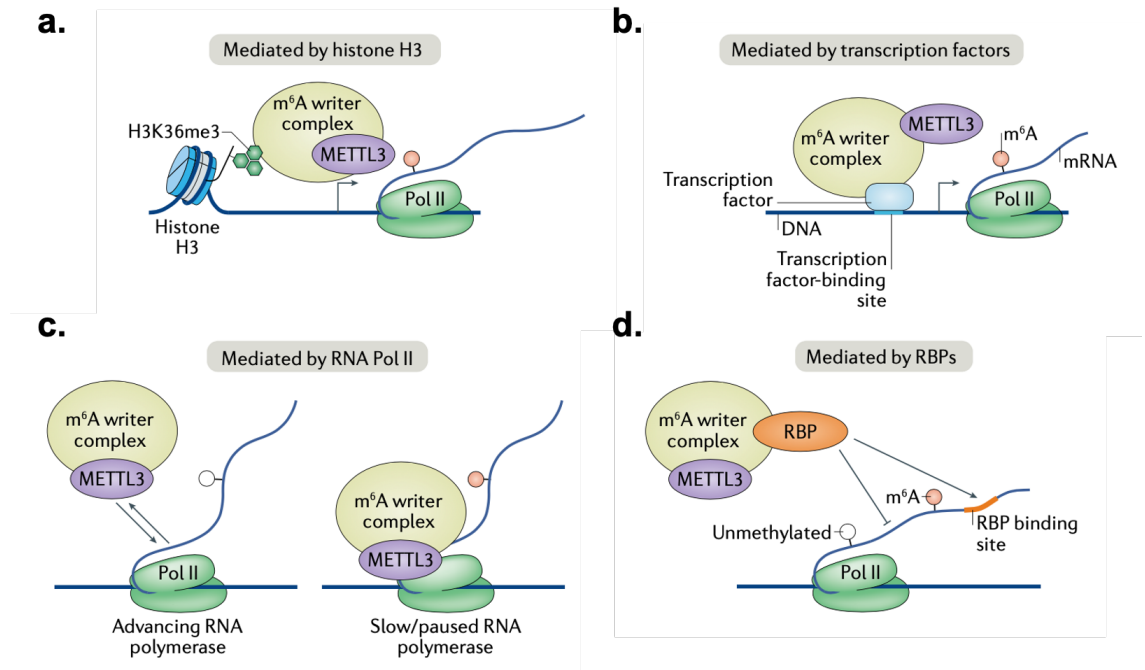 a.
Mediated by histone H3
m⁶A writer
complex
METTL3
H3K36me3
Pol II
Histone
H3
b.
Mediated by transcription factors
METTL3
m⁶A writer
complex
m⁶A
mRNA
Transcription
factor
Pol II
DNA
Transcription
factor-binding
site
c.
Mediated by RNA Pol II
m⁶A writer
complex
METTL3
Pol II
Advancing RNA
polymerase
m⁶A writer
complex
METTL3
Slow/paused RNA
polymerase
d.
Mediated by RBPs
m⁶A writer
complex
RBP
METTL3
m⁶A
Unmethylated
RBP binding
site
Pol II